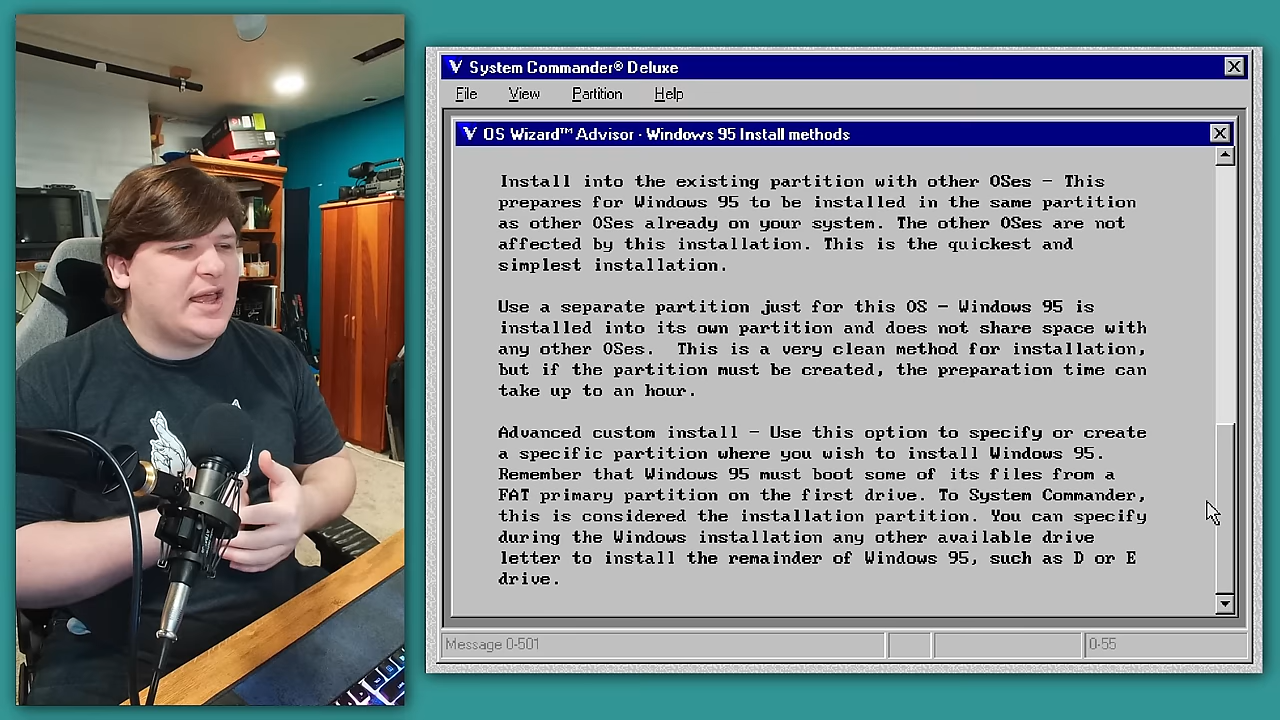 System Commander® Deluxe
File View Partition Help
OS Wizard™ Advisor - Windows 95 Install methods
Install into the existing partition with other OSes - This
prepares for Windows 95 to be installed in the same partition
as other OSes already on your system. The other OSes are not
affected by this installation. This is the quickest and
simplest installation.
Use a separate partition just for this OS - Windows 95 is
installed into its own partition and does not share space with
any other OSes.  This is a very clean method for installation,
but if the partition must be created, the preparation time can
take up to an hour.
Advanced custom install - Use this option to specify or create
a specific partition where you wish to install Windows 95.
Remember that Windows 95 must boot some of its files from a
FAT primary partition on the first drive. To System Commander,
this is considered the installation partition. You can specify
during the Windows installation any other available drive
letter to install the remainder of Windows 95, such as D or E
drive.
Message 0-501
0-55